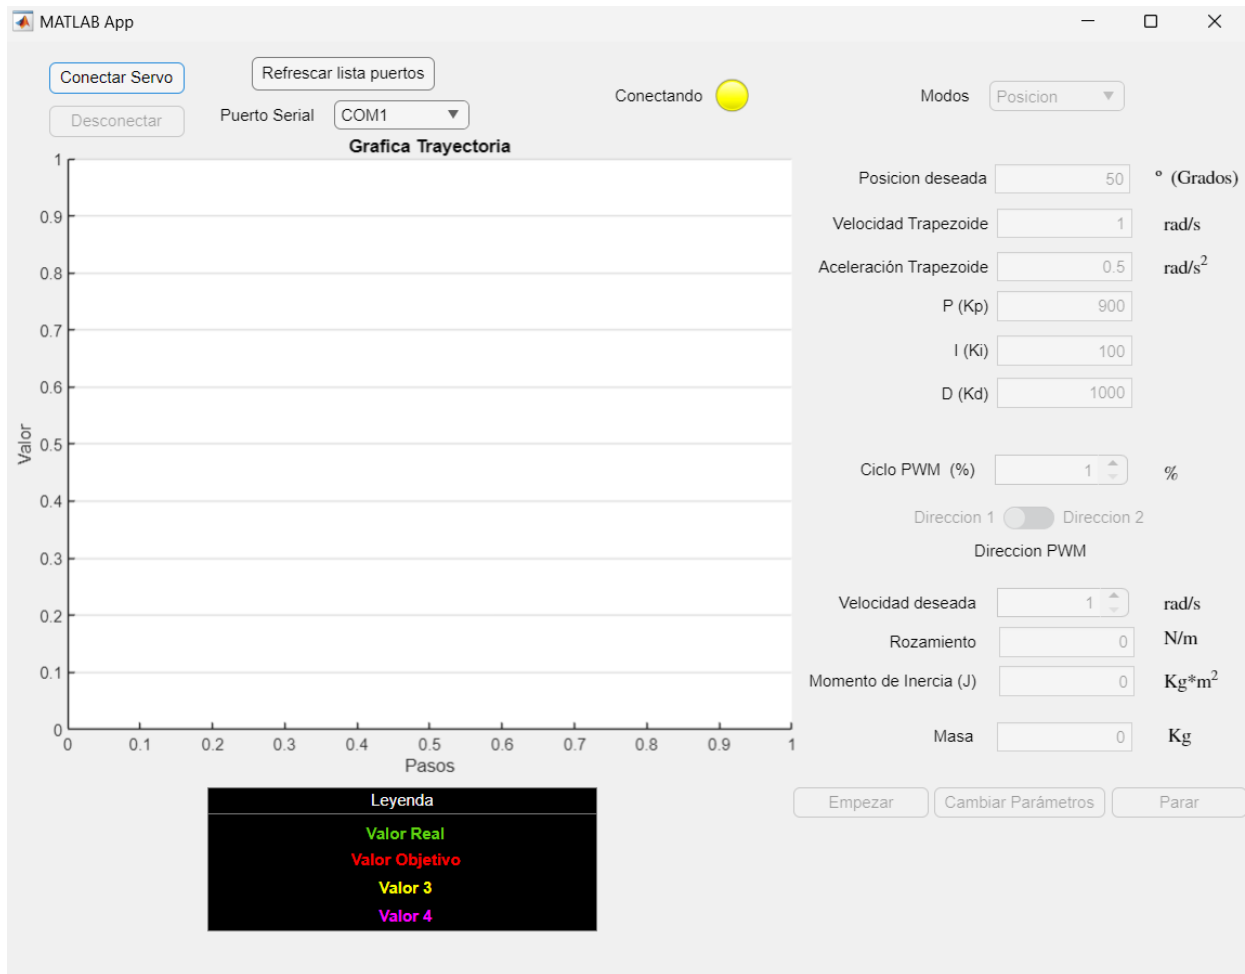 MATLAB App
Conectar Servo
Refrescar lista puertos
Conectando
Modos
Posicion
Desconectar
Puerto Serial
COM1
Grafica Trayectoria
Valor
1
0.9
0.8
0.7
0.6
0.5
0.4
0.3
0.2
0.1
0
0 0.1 0.2 0.3 0.4 0.5 0.6 0.7 0.8 0.9 1
Pasos
Posicion deseada 50 º (Grados)
Velocidad Trapezoide 1 rad/s
Aceleración Trapezoide 0.5 rad/s²
P (Kp) 900
I (Ki) 100
D (Kd) 1000
Ciclo PWM (%) 1 %
Direccion 1 Direccion 2
Direccion PWM
Velocidad deseada 1 rad/s
Rozamiento 0 N/m
Momento de Inercia (J) 0 Kg*m²
Masa 0 Kg
Empezar Cambiar Parámetros Parar
Leyenda
Valor Real
Valor Objetivo
Valor 3
Valor 4